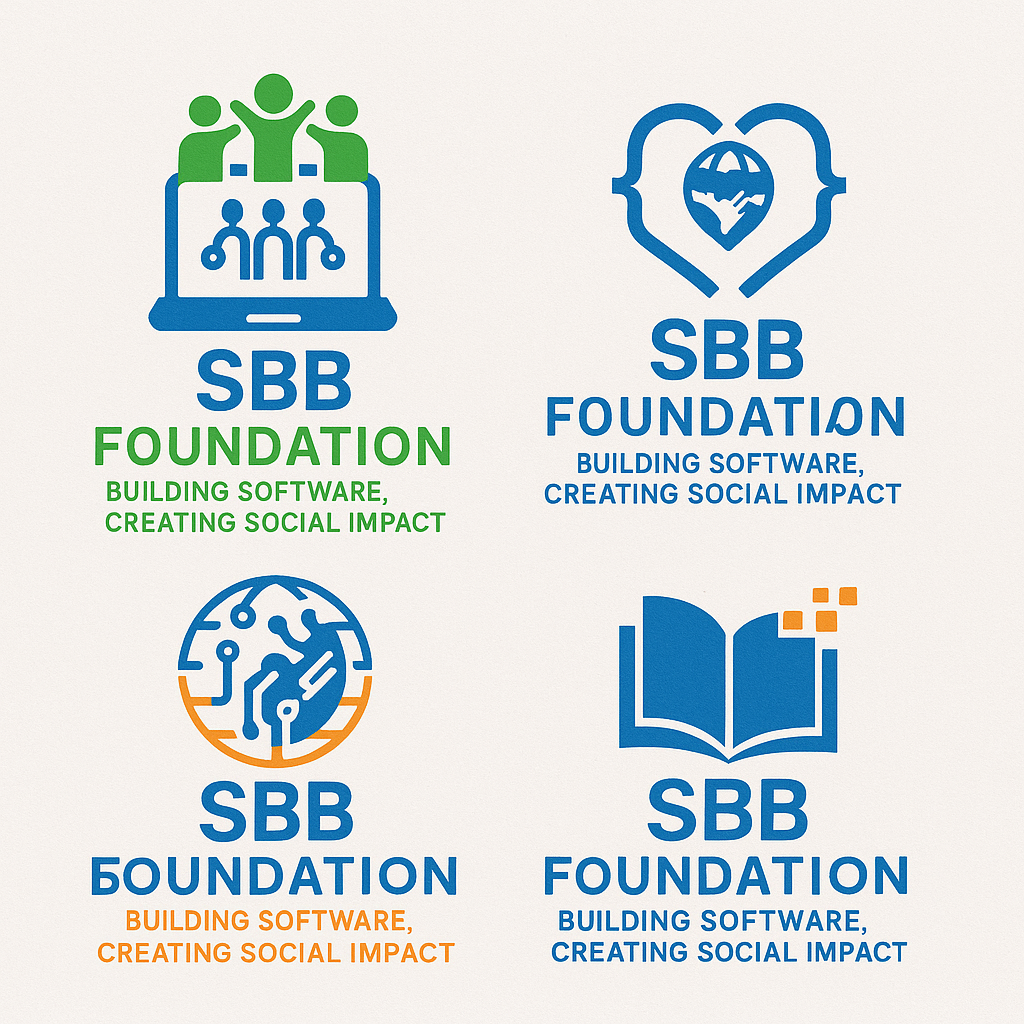 SBB
FOUNDATION
BUILDING SOFTWARE,
CREATING SOCIAL IMPACT
SBB
FOUNDATION
BUILDING SOFTWARE,
CREATING SOCIAL IMPACT
SBB
БOUNDATION
BUILDING SOFTWARE,
CREATING SOCIAL IMPACT
SBB
FOUNDATION
BUILDING SOFTWARE,
CREATING SOCIAL IMPACT